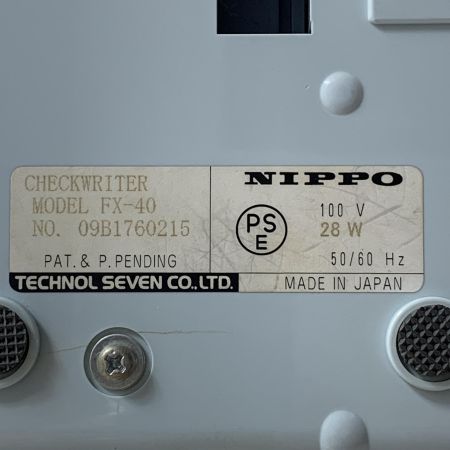 CHECKWRITER
MODEL FX-40
NO. 09B1760215
PAT. & P. PENDING
TECHNOL SEVEN CO., LTD.
NIPPO
PS
E
100 V
28 W
50/60 Hz
MADE IN JAPAN